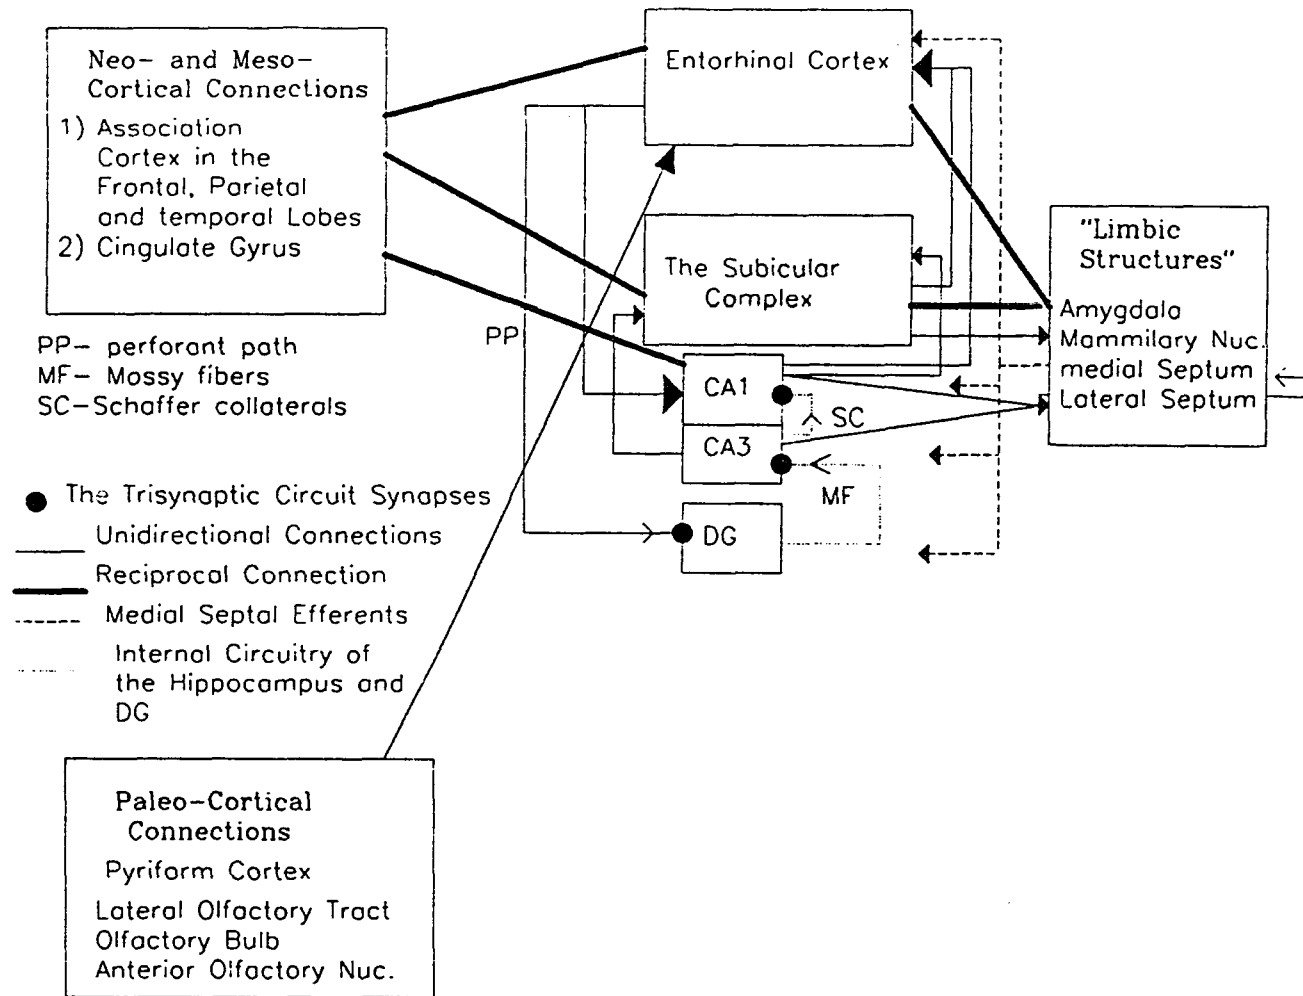 Neo- and Meso-
Cortical Connections
1) Association
Cortex in the
Frontal, Parietal
and temporal Lobes
2) Cingulate Gyrus
PP- perforant path
MF- Mossy fibers
SC-Schaffer collaterals
Entorhinal Cortex
The Subicular
Complex
PP
CA1
SC
CA3
MF
DG
"Limbic
Structures"
Amygdala
Mammilary Nuc.
medial Septum
Lateral Septum
The Trisynaptic Circuit Synapses
Unidirectional Connections
Reciprocal Connection
Medial Septal Efferents
Internal Circuitry of
the Hippocampus and
DG
Paleo-Cortical
Connections
Pyriform Cortex
Lateral Olfactory Tract
Olfactory Bulb
Anterior Olfactory Nuc.